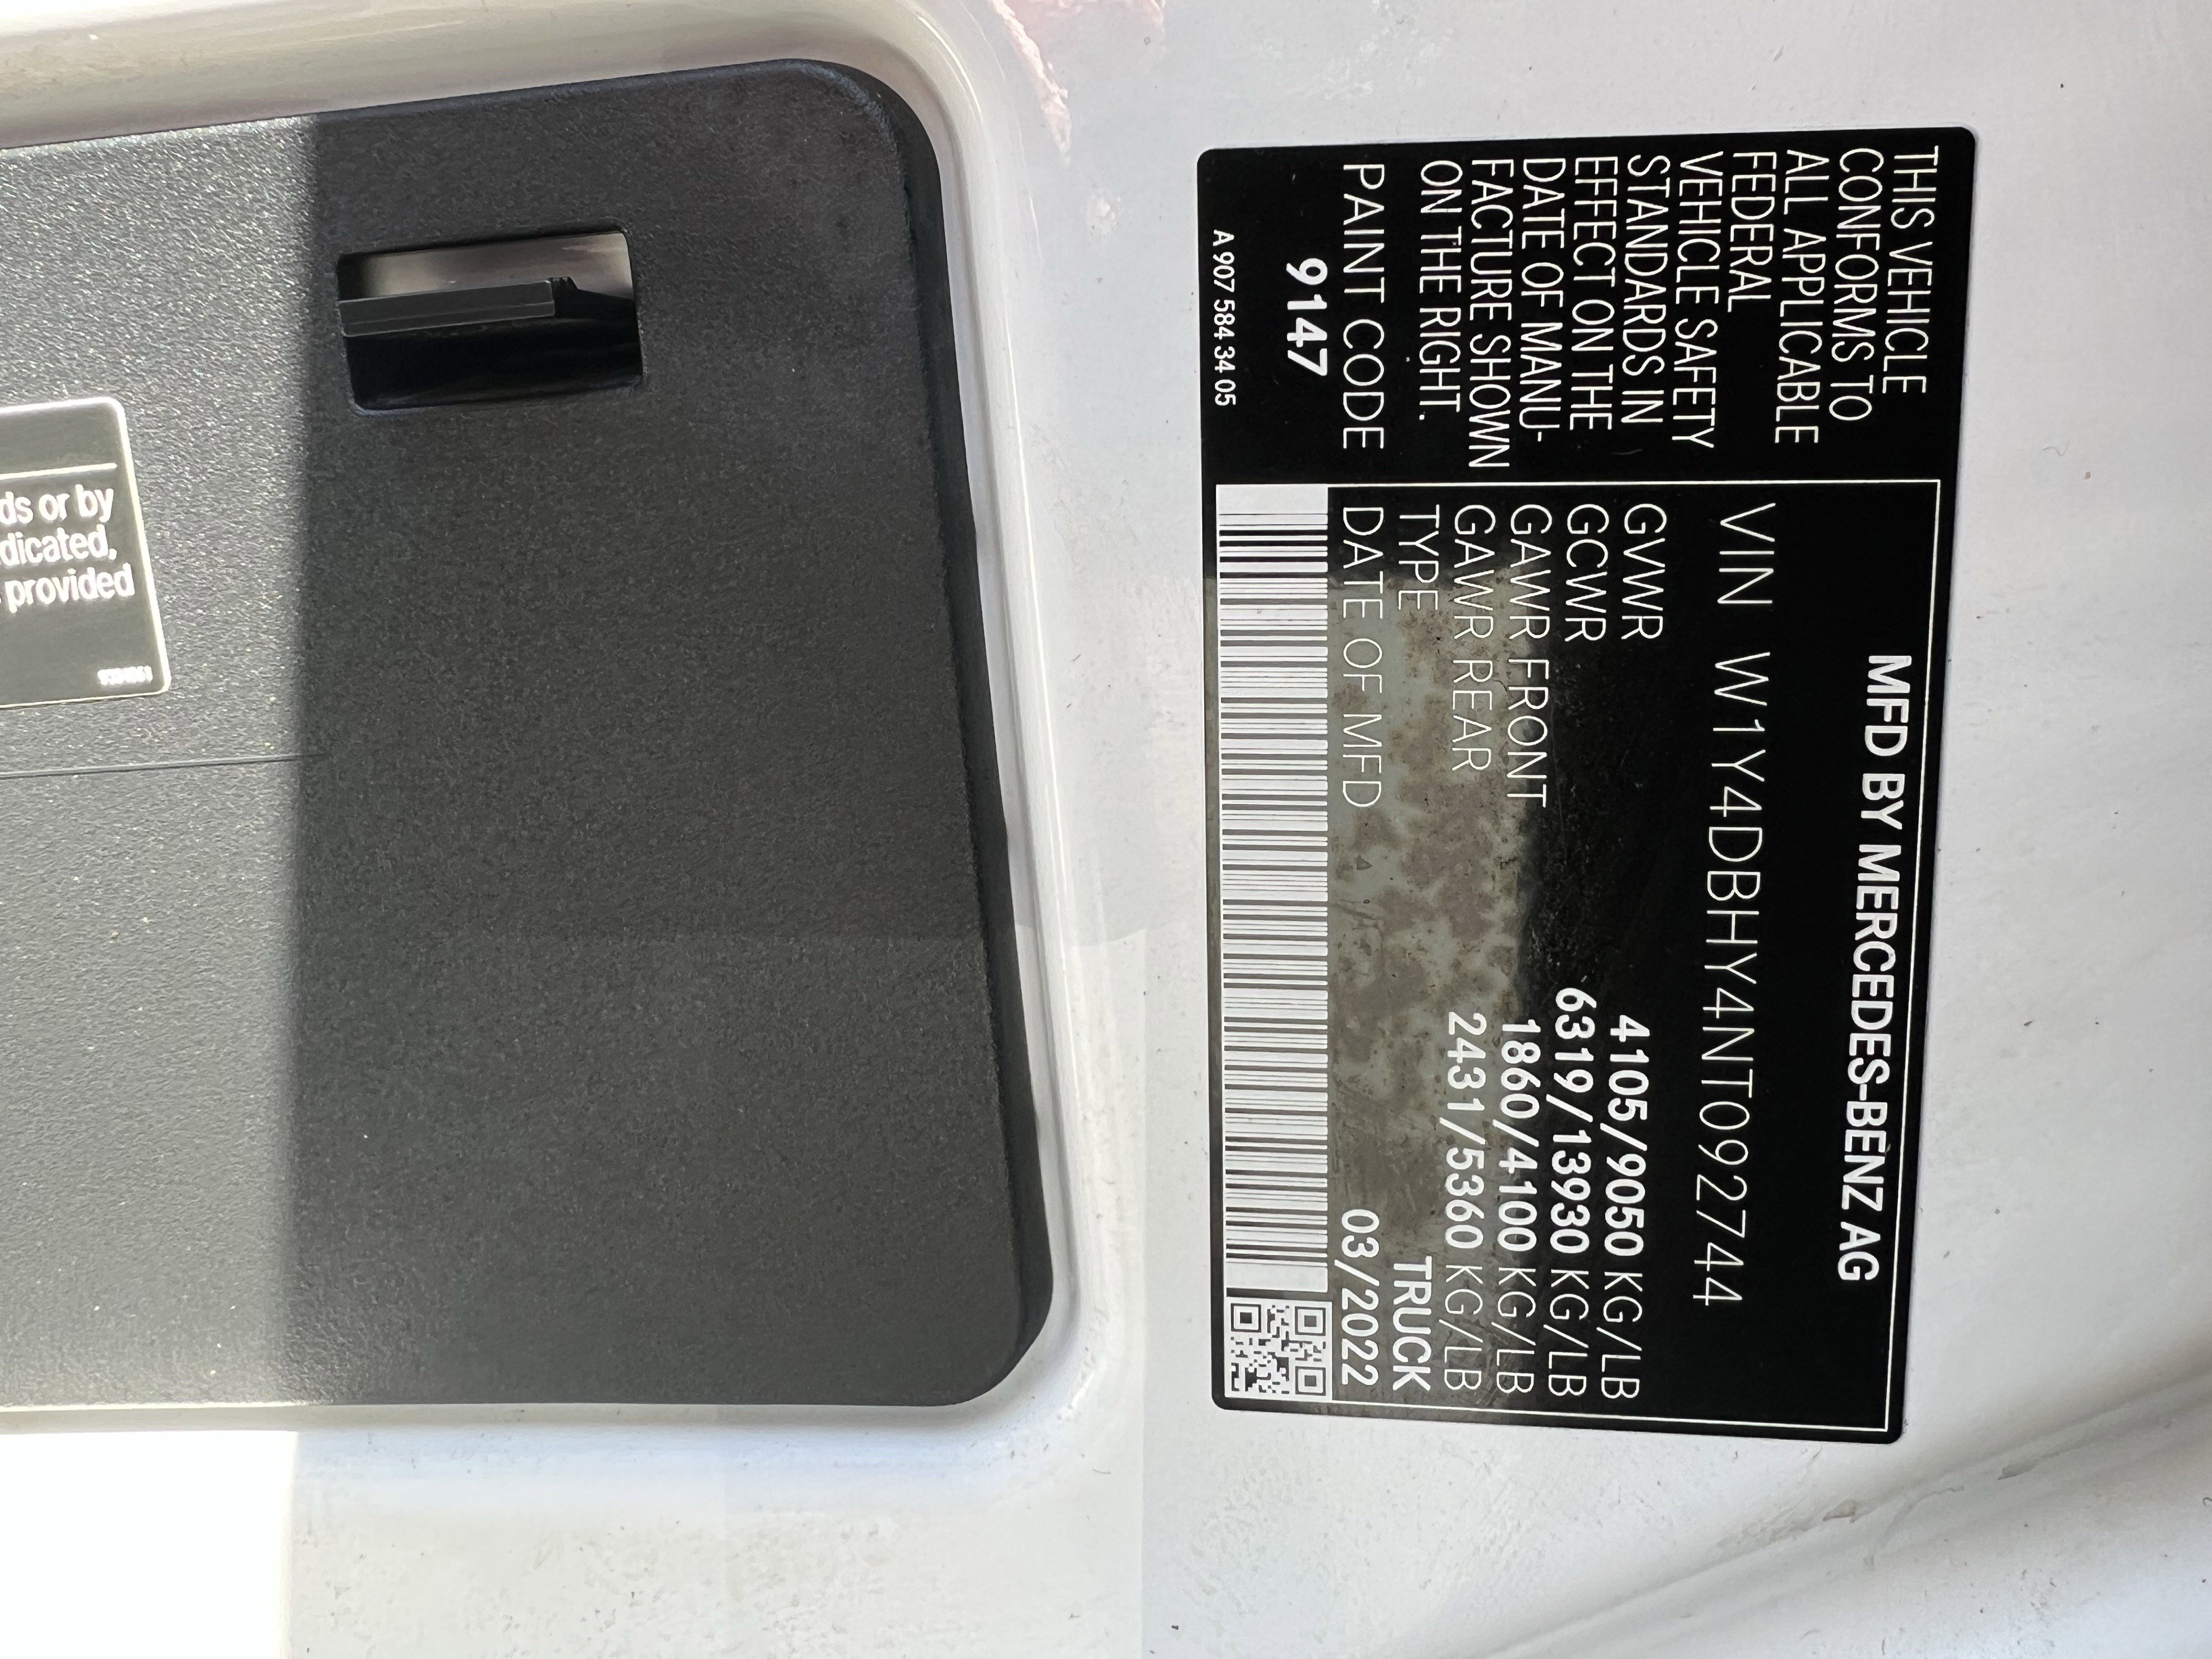 MFD BY MERCEDES-BENZ AG
THIS VEHICLE
CONFORMS TO
ALL APPLICABLE
FEDERAL
VEHICLE SAFETY
STANDARDS IN
EFFECT ON THE
DATE OF MANU-
FACTURE SHOWN
ON THE RIGHT.
PAINT CODE
9147
A 907 584 34 05
VIN W1Y4DBHY4NT092744
GVWR 4105/9050 KG/LB
GCWR 6319/13930 KG/LB
GAWR FRONT 1860/4100 KG/LB
GAWR REAR 2431/5360 KG/LB
TYPE TRUCK
DATE OF MFD 03/2022
ds or by
dicated,
provided